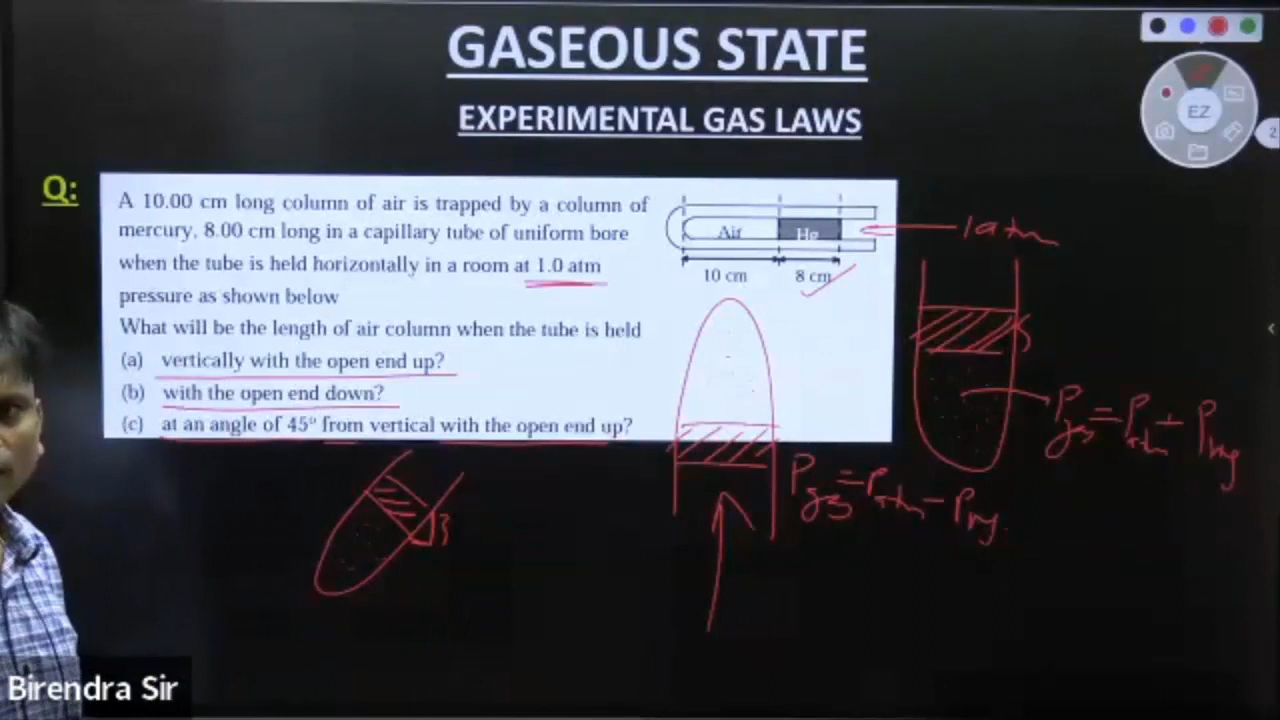 GASEOUS STATE
EXPERIMENTAL GAS LAWS
EZ
2
Q:
A 10.00 cm long column of air is trapped by a column of
mercury, 8.00 cm long in a capillary tube of uniform bore
when the tube is held horizontally in a room at 1.0 atm
pressure as shown below
What will be the length of air column when the tube is held
(a) vertically with the open end up?
(b) with the open end down?
(c) at an angle of 45° from vertical with the open end up?
Air
Hg
10 cm
8 cm
1atm
Pgas = Patm + PHg
Pgas = Patm - PHg
Birendra Sir